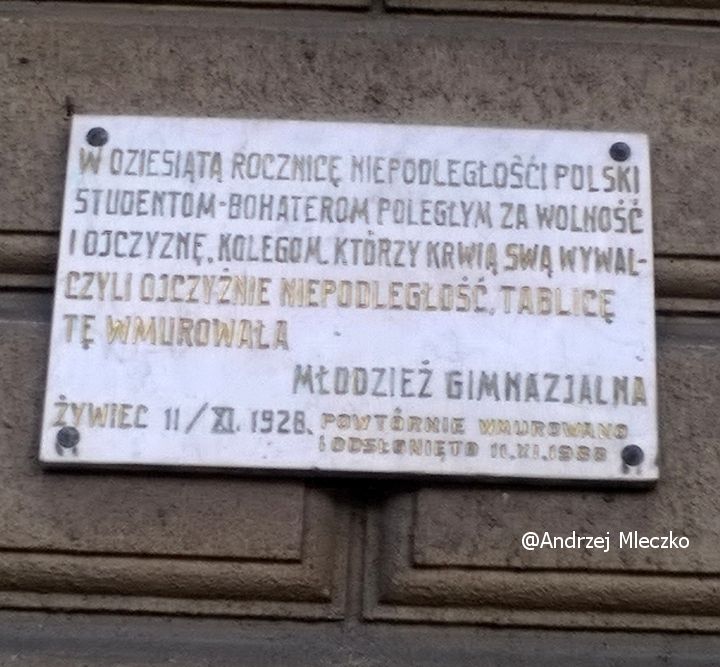 W DZIESIĄTĄ ROCZNICĘ NIEPODLEGŁOŚĆI POLSKI
STUDENTOM-BOHATEROM POLEGŁYM ZA WOLNOŚĆ
I OJCZYZNĘ, KOLEGOM, KTÓRZY KRWIĄ SWĄ WYWAL-
CZYLI OJCZYŹNIE NIEPODLEGŁOŚĆ, TABLICĘ
TĘ WMUROWAŁA
MŁODZIEŻ GIMNAZJALNA
ŻYWIEC 11/XI. 1928. POWTÓRNIE WMUROWANO
I ODSŁONIĘTO 11.XI.1988
@Andrzej Mleczko